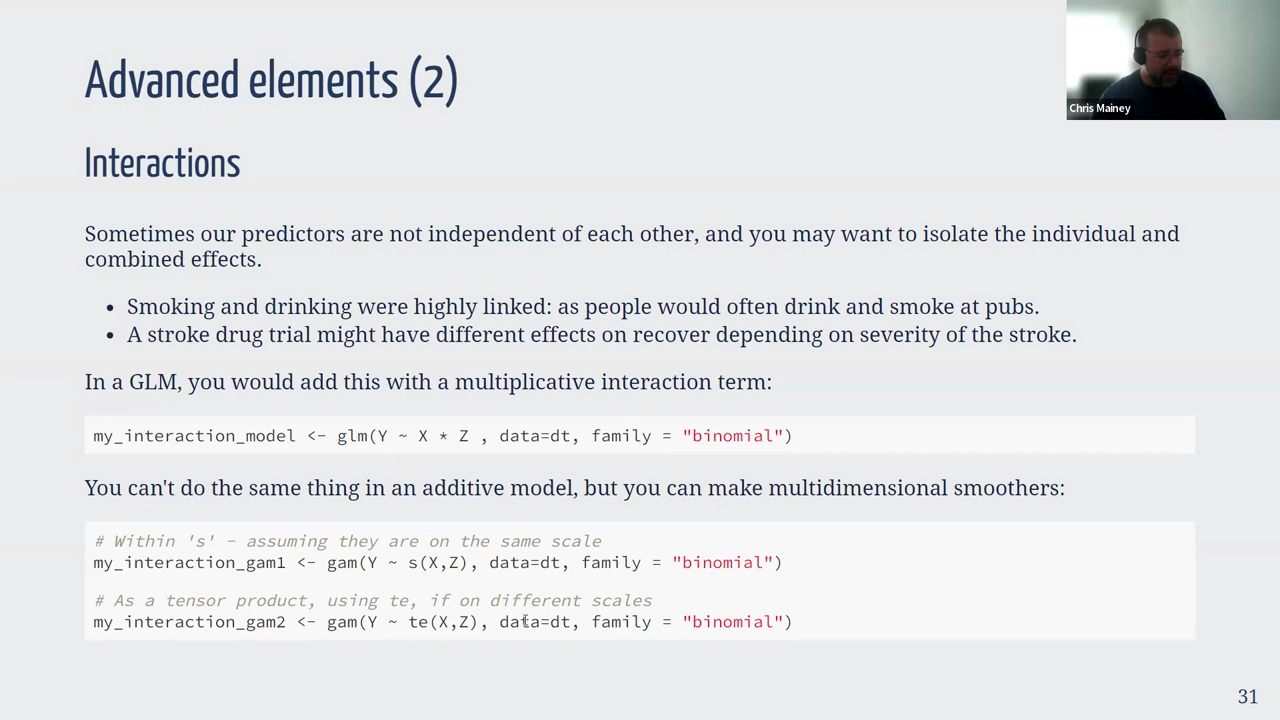 Advanced elements (2)
Chris Mainey
Interactions
Sometimes our predictors are not independent of each other, and you may want to isolate the individual and
combined effects.
• Smoking and drinking were highly linked: as people would often drink and smoke at pubs.
• A stroke drug trial might have different effects on recover depending on severity of the stroke.
In a GLM, you would add this with a multiplicative interaction term:
my_interaction_model <- glm(Y ~ X * Z , data=dt, family = "binomial")
You can't do the same thing in an additive model, but you can make multidimensional smoothers:
# Within 's' - assuming they are on the same scale
my_interaction_gam1 <- gam(Y ~ s(X,Z), data=dt, family = "binomial")
# As a tensor product, using te, if on different scales
my_interaction_gam2 <- gam(Y ~ te(X,Z), data=dt, family = "binomial")
31